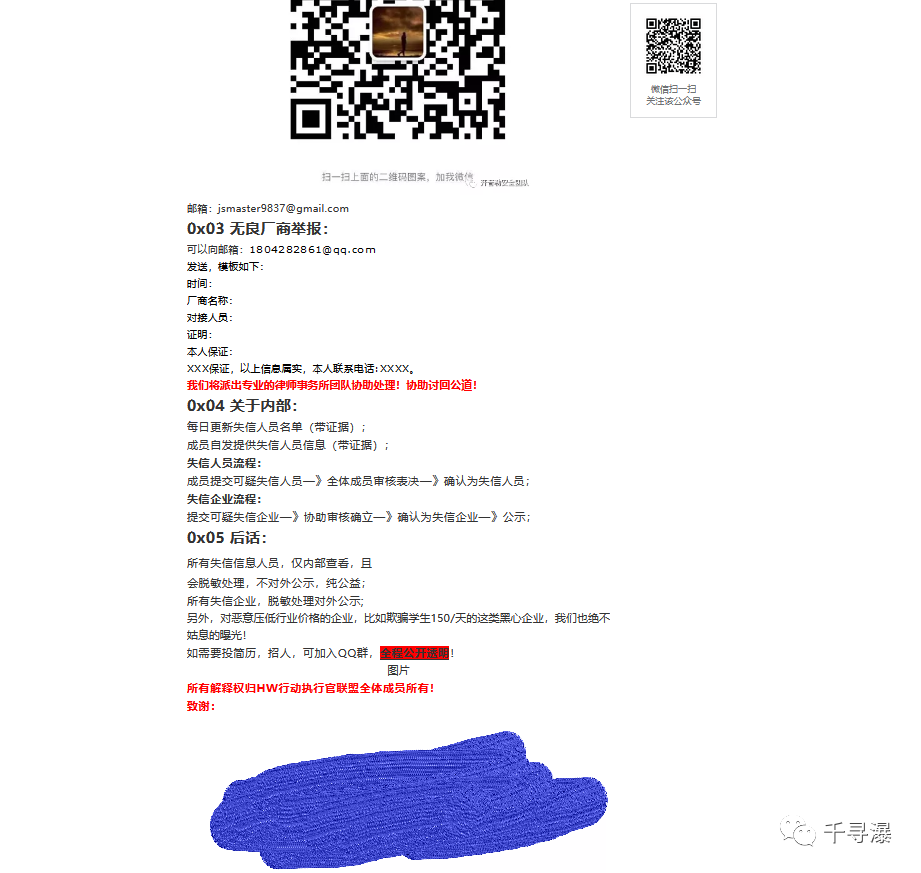 微信扫一扫
关注该公众号
扫一扫上面的二维码图案，加我微信
邮箱：jsmaster9837@gmail.com
0x03 无良厂商举报：
可以向邮箱：1804282861@qq.com
发送，模板如下：
时间：
厂商名称：
对接人员：
证明：
本人保证：
XXX保证，以上信息属实，本人联系电话:XXXX。
我们将派出专业的律师事务所团队协助处理！协助讨回公道！
0x04 关于内部：
每日更新失信人员名单（带证据）；
成员自发提供失信人员信息（带证据）；
失信人员流程：
成员提交可疑失信人员—》全体成员审核表决—》确认为失信人员；
失信企业流程：
提交可疑失信企业—》协助审核确立—》确认为失信企业—》公示；
0x05 后话：
所有失信信息人员，仅内部查看，且
会脱敏处理，不对外公示，纯公益；
所有失信企业，脱敏处理对外公示;
另外，对恶意压低行业价格的企业，比如欺骗学生150/天的这类黑心企业，我们也绝不
姑息的曝光！
如需要投简历，招人，可加入QQ群，全程公开透明！
图片
所有解释权归HW行动执行官联盟全体成员所有！
致谢：
千寻瀑